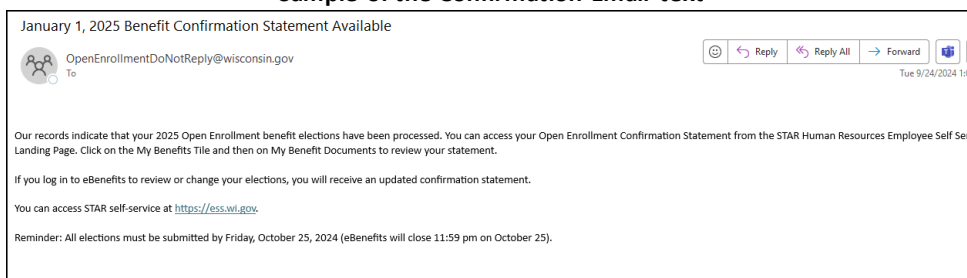 Sample of the Confirmation Email text
January 1, 2025 Benefit Confirmation Statement Available
OpenEnrollmentDoNotReply@wisconsin.gov
To
Reply
Reply All
Forward
Tue 9/24/2024
Our records indicate that your 2025 Open Enrollment benefit elections have been processed. You can access your Open Enrollment Confirmation Statement from the STAR Human Resources Employee Self
Landing Page. Click on the My Benefits Tile and then on My Benefit Documents to review your statement.
If you log in to eBenefits to review or change your elections, you will receive an updated confirmation statement.
You can access STAR self-service at https://ess.wi.gov.
Reminder: All elections must be submitted by Friday, October 25, 2024 (eBenefits will close 11:59 pm on October 25).